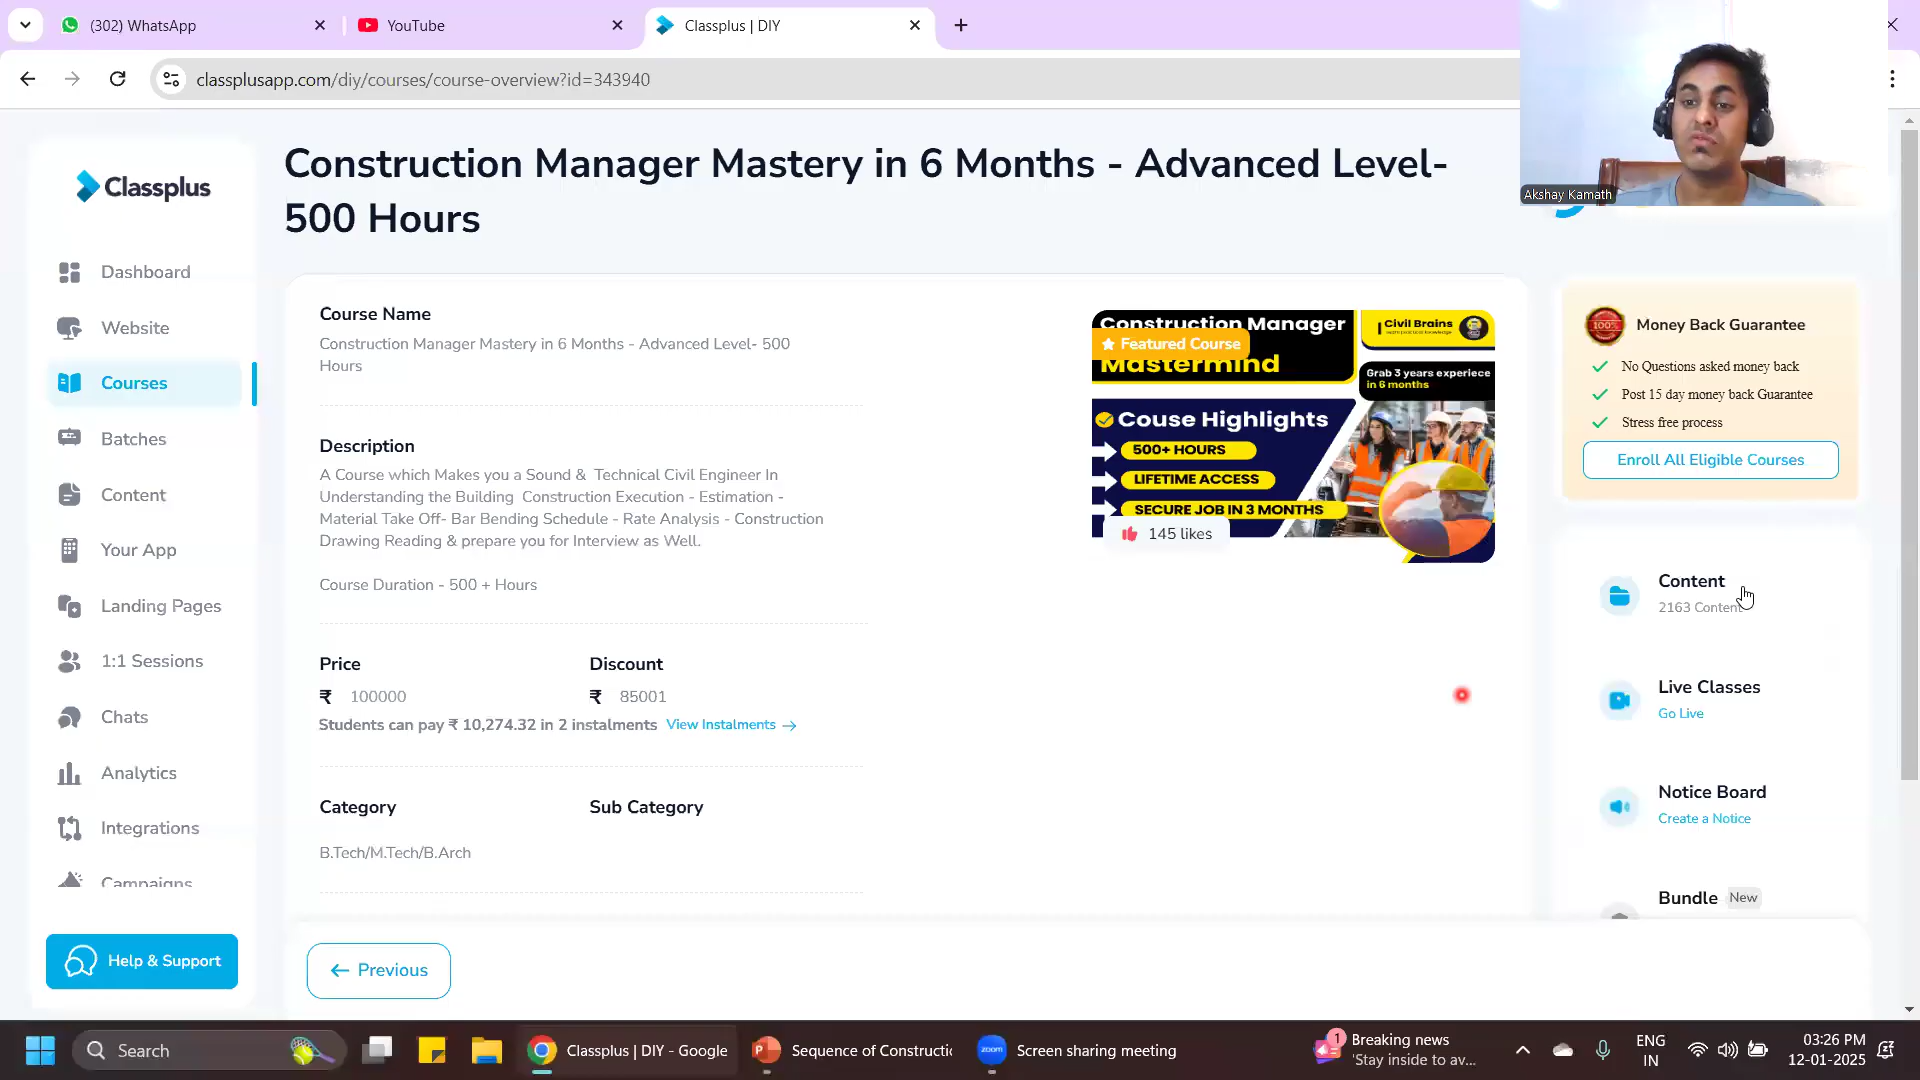 (302) WhatsApp
YouTube
Classplus | DIY
classplusapp.com/diy/courses/course-overview?id=343940
Akshay Kamath
Classplus
Dashboard
Website
Courses
Batches
Content
Your App
Landing Pages
1:1 Sessions
Chats
Analytics
Integrations
Campaigns
Help & Support
Construction Manager Mastery in 6 Months - Advanced Level-
500 Hours
Course Name
Construction Manager Mastery in 6 Months - Advanced Level- 500
Hours
Description
A Course which Makes you a Sound & Technical Civil Engineer In
Understanding the Building Construction Execution - Estimation -
Material Take Off- Bar Bending Schedule - Rate Analysis - Construction
Drawing Reading & prepare you for Interview as Well.
Course Duration - 500 + Hours
Price
Discount
₹ 100000
₹ 85001
Students can pay ₹ 10,274.32 in 2 instalments View Instalments →
Category
Sub Category
B.Tech/M.Tech/B.Arch
← Previous
Construction Manager
Featured Course
Mastermind
Civil Brains
Grab 3 years experiece
in 6 months
Couse Highlights
500+ HOURS
LIFETIME ACCESS
SECURE JOB IN 3 MONTHS
145 likes
100%
Money Back Guarantee
No Questions asked money back
Post 15 day money back Guarantee
Stress free process
Enroll All Eligible Courses
Content
2163 Content
Live Classes
Go Live
Notice Board
Create a Notice
Bundle New
Search
Classplus | DIY - Google
Sequence of Constructic
zoom
Screen sharing meeting
1
Breaking news
'Stay inside to av...
ENG
IN
03:26 PM
12-01-2025